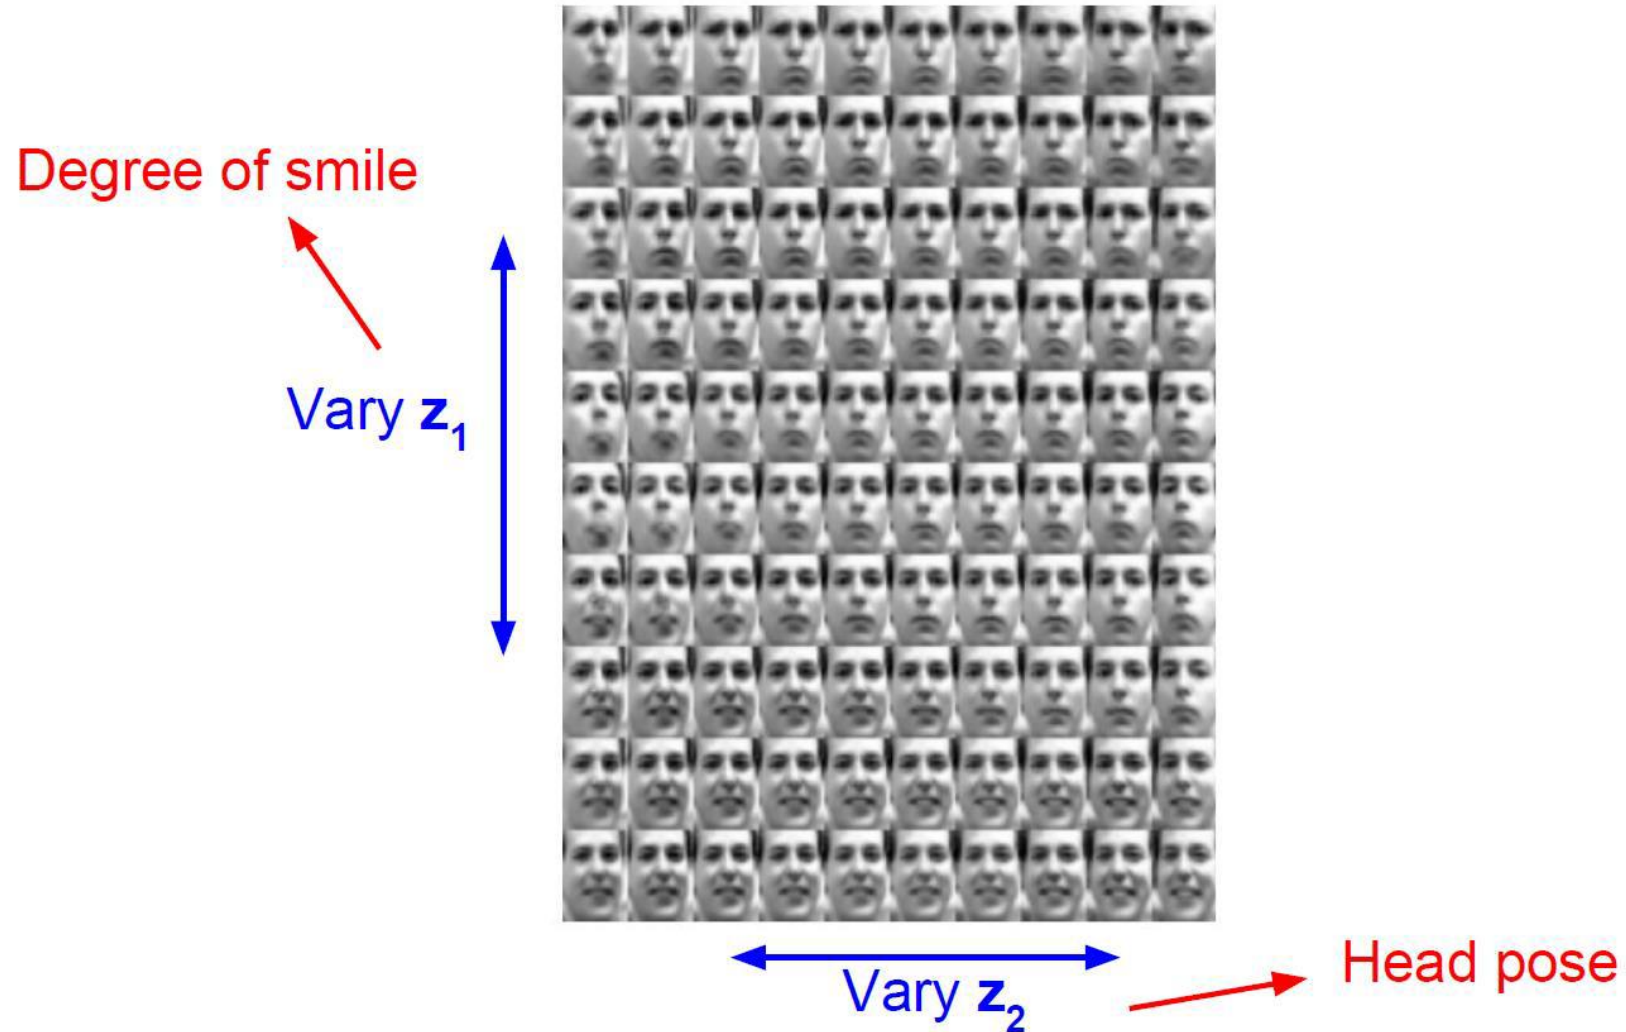 Degree of smile
Vary z₁
Vary z₂
Head pose